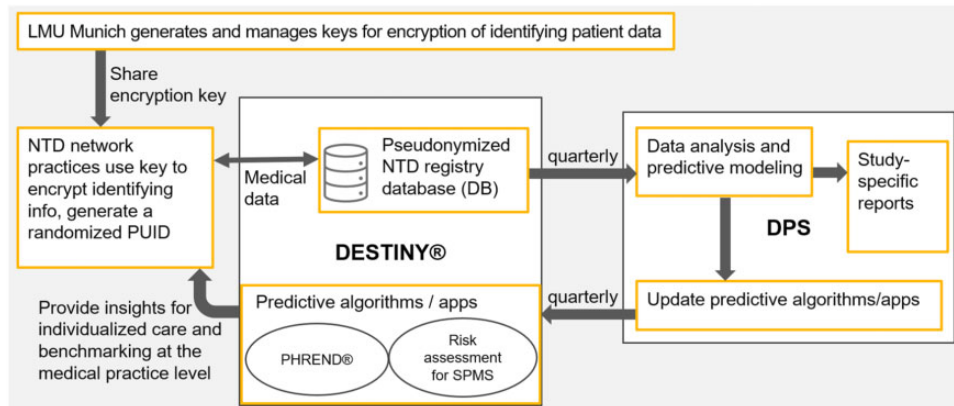 LMU Munich generates and manages keys for encryption of identifying patient data
Share
encryption key
NTD network
practices use key to
encrypt identifying
info, generate a
randomized PUID
Medical
data
Pseudonymized
NTD registry
database (DB)
DESTINY®
quarterly
Data analysis and
predictive modeling
Study-
specific
reports
DPS
Update predictive algorithms/apps
quarterly
Predictive algorithms / apps
PHREND®
Risk
assessment
for SPMS
Provide insights for
individualized care and
benchmarking at the
medical practice level